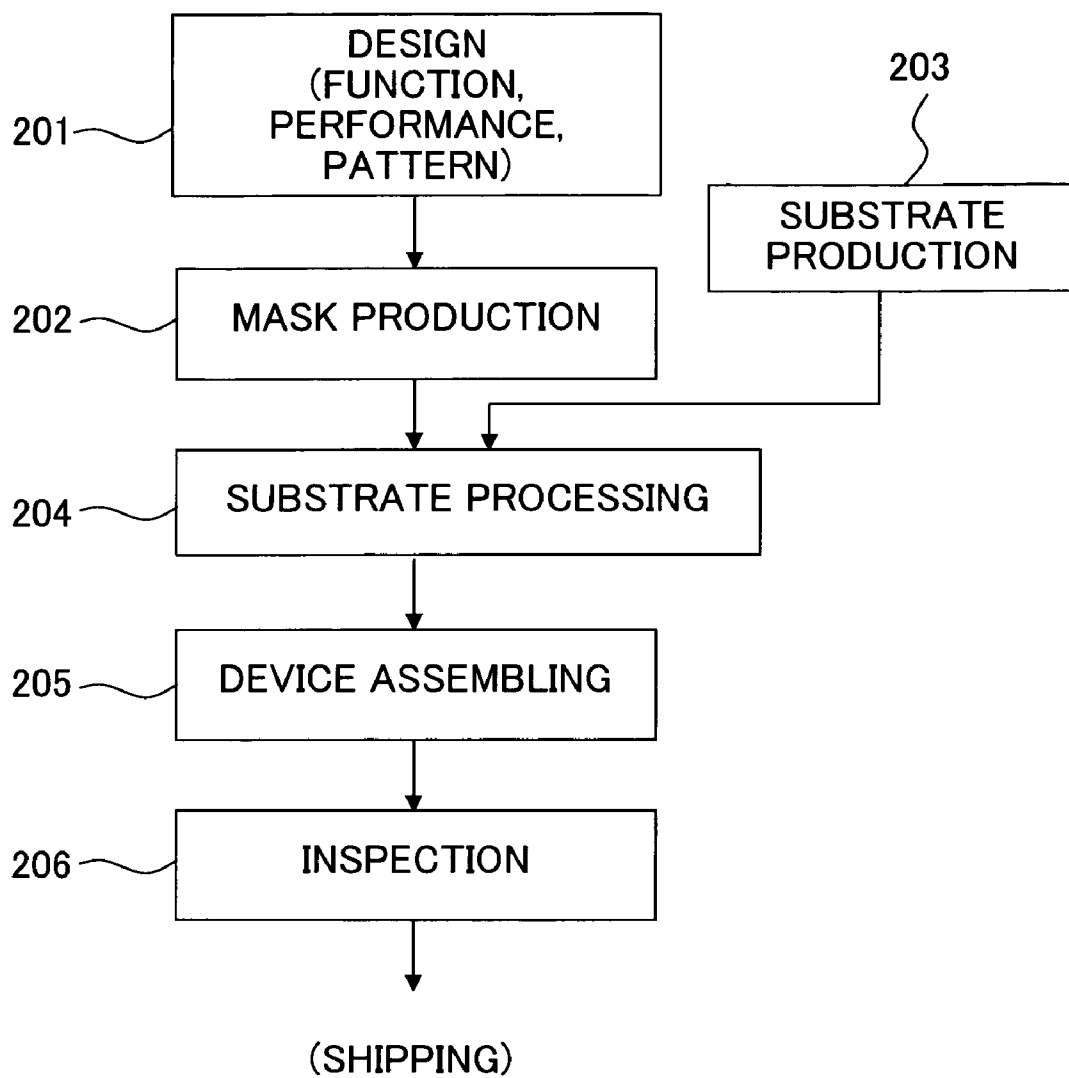 DESIGN
(FUNCTION,
PERFORMANCE,
PATTERN)
201
203
SUBSTRATE
PRODUCTION
202
MASK PRODUCTION
204
SUBSTRATE PROCESSING
205
DEVICE ASSEMBLING
206
INSPECTION
(SHIPPING)